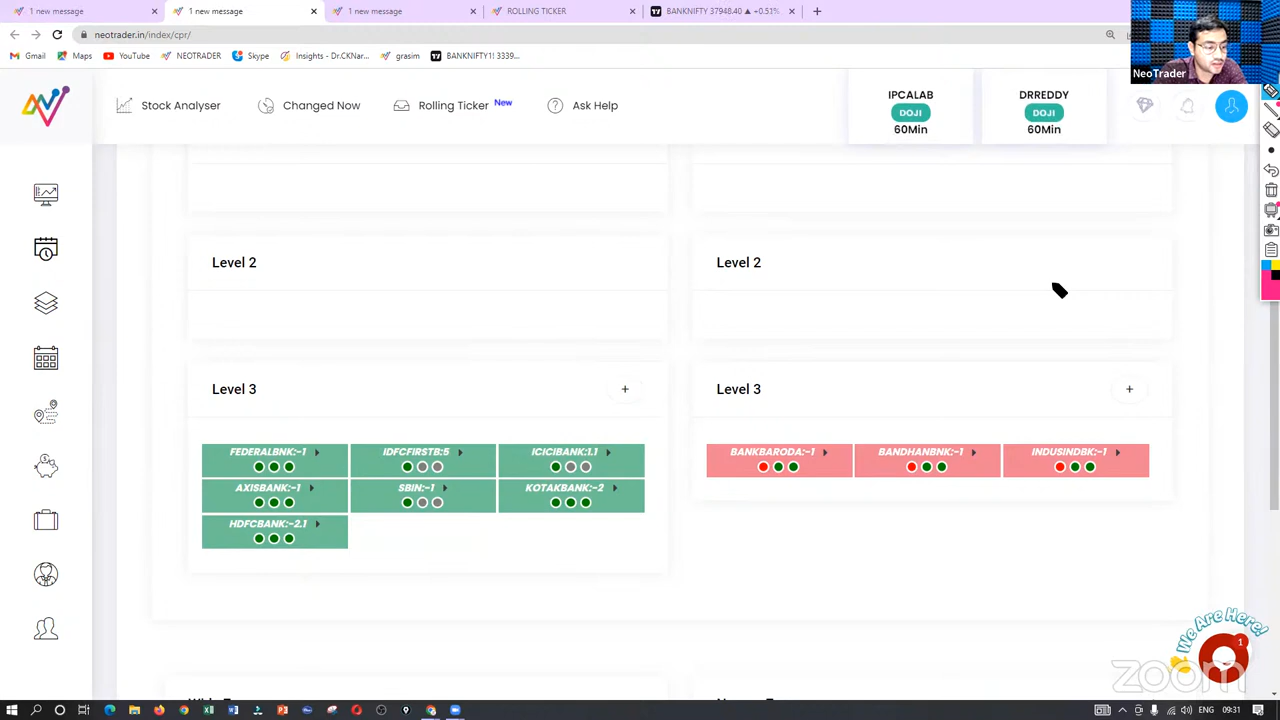 1 new message
1 new message
1 new message
ROLLING TICKER
BANKNIFTY 37948.40 ▲ +0.51%
neotrader.in/index/cpr/
Gmail
Maps
YouTube
NEOTRADER
Skype
Insights - Dr.CKNar...
grasim
NeoTrader
Stock Analyser
Changed Now
Rolling Ticker New
Ask Help
IPCALAB
DOJI
60Min
DRREDDY
DOJI
60Min
Level 2
Level 2
Level 3 +
Level 3 +
FEDERALBNK:-1
IDFCFIRSTB:5
ICICIBANK:1.1
BANKBARODA:-1
BANDHANBNK:-1
INDUSINDBK:-1
AXISBANK:-1
SBIN:-1
KOTAKBANK:-2
HDFCBANK:-2.1
We Are Here!
1
zoom
ENG
09:31